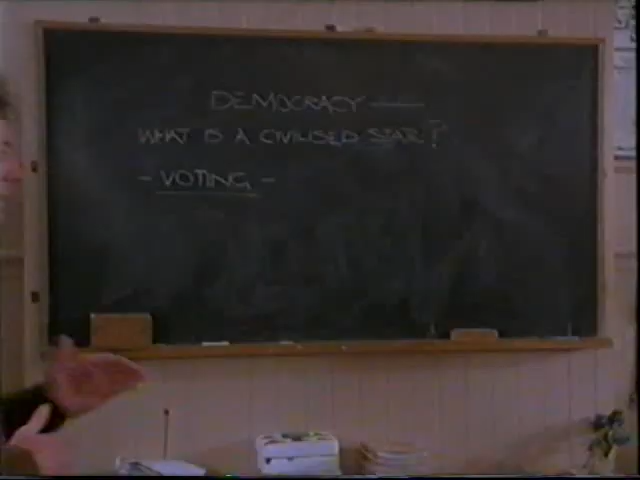 DEMOCRACY —
WHAT IS A CIVILISED STATE?
- VOTING -